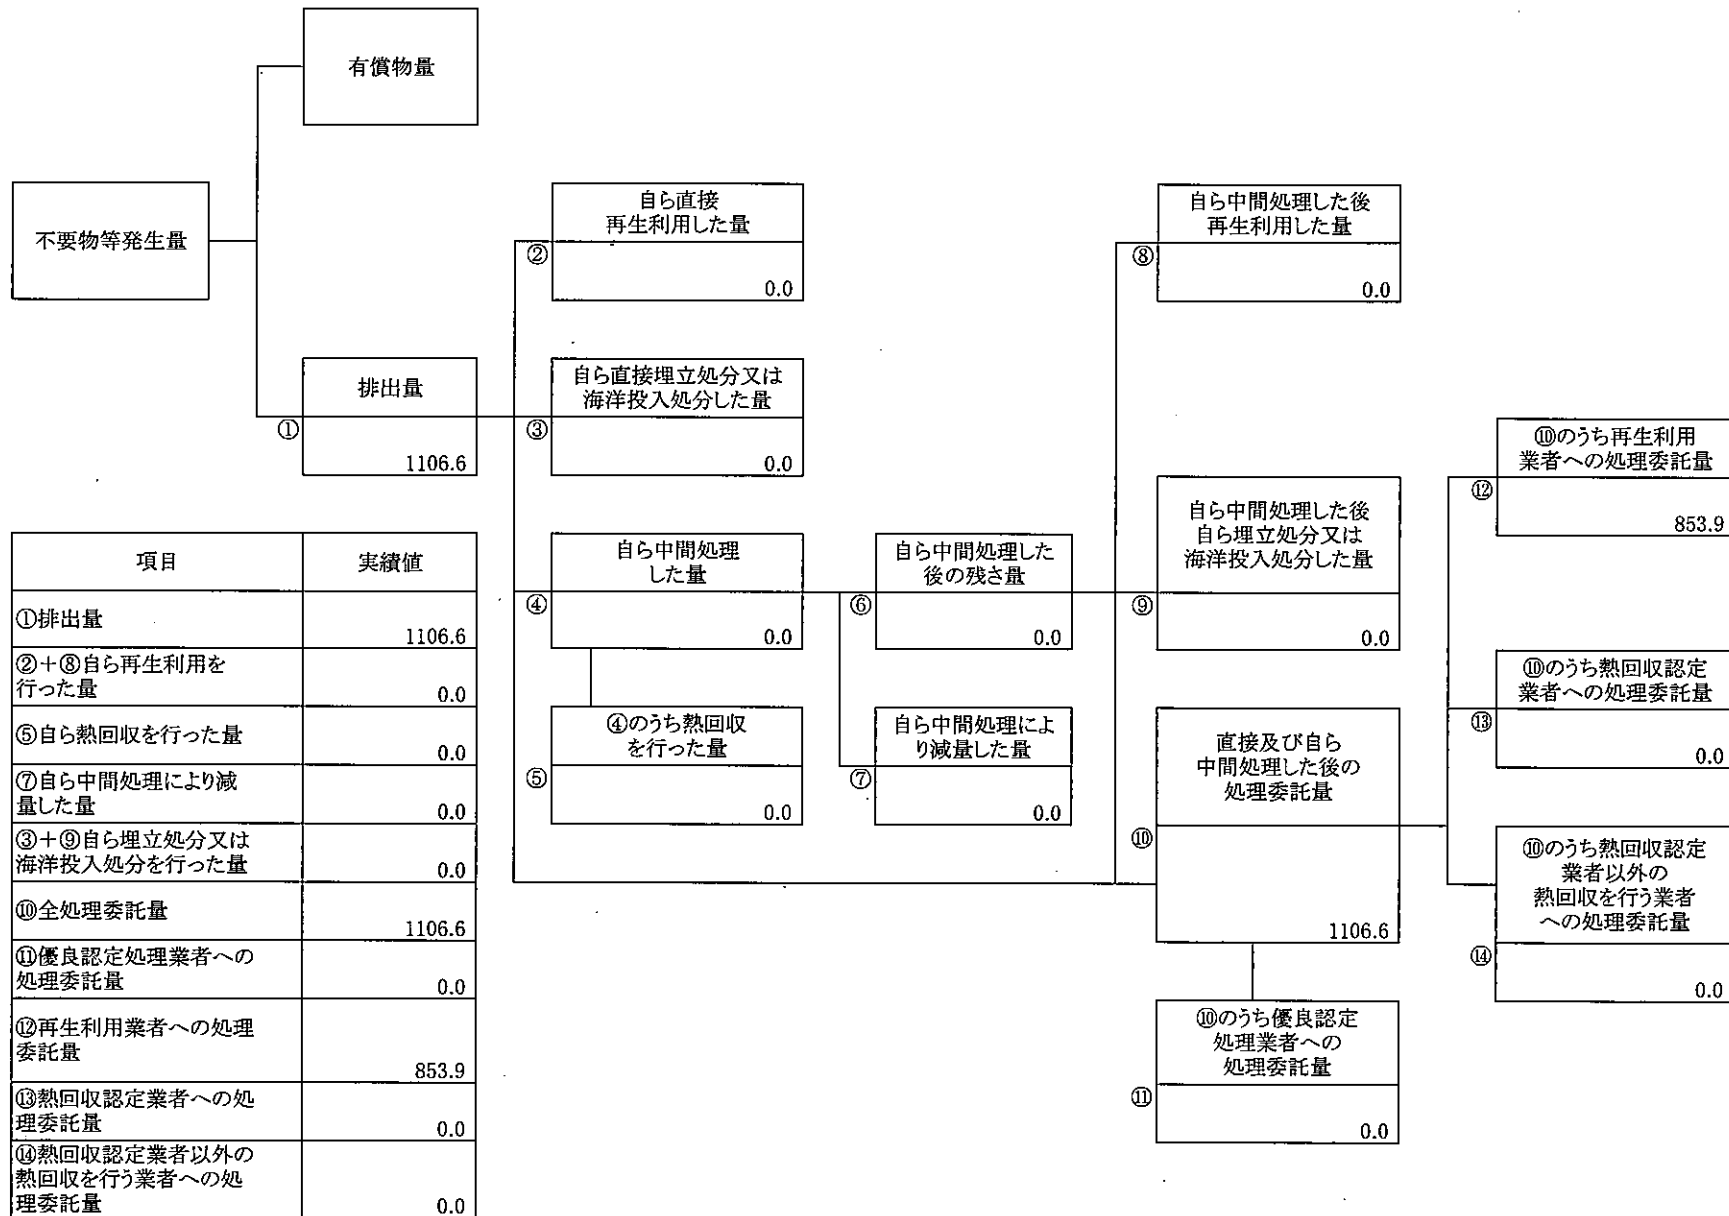 有償物量
不要物等発生量
排出量
①
1106.6
自ら直接
再生利用した量
②
0.0
自ら直接埋立処分又は
海洋投入処分した量
③
0.0
自ら中間処理
した量
④
0.0
④のうち熱回収
を行った量
⑤
0.0
自ら中間処理した
後の残さ量
⑥
0.0
自ら中間処理によ
り減量した量
⑦
0.0
自ら中間処理した後
再生利用した量
⑧
0.0
自ら中間処理した後
自ら埋立処分又は
海洋投入処分した量
⑨
0.0
直接及び自ら
中間処理した後の
処理委託量
⑩
1106.6
⑩のうち優良認定
処理業者への
処理委託量
⑪
0.0
⑩のうち再生利用
業者への処理委託量
⑫
853.9
⑩のうち熱回収認定
業者への処理委託量
⑬
0.0
⑩のうち熱回収認定
業者以外の
熱回収を行う業者
への処理委託量
⑭
0.0
項目 実績値
①排出量
1106.6
②＋⑧自ら再生利用を
行った量
0.0
⑤自ら熱回収を行った量
0.0
⑦自ら中間処理により減
量した量
0.0
③＋⑨自ら埋立処分又は
海洋投入処分を行った量
0.0
⑩全処理委託量
1106.6
⑪優良認定処理業者への
処理委託量
0.0
⑫再生利用業者への処理
委託量
853.9
⑬熱回収認定業者への処
理委託量
0.0
⑭熱回収認定業者以外の
熱回収を行う業者への処
理委託量
0.0